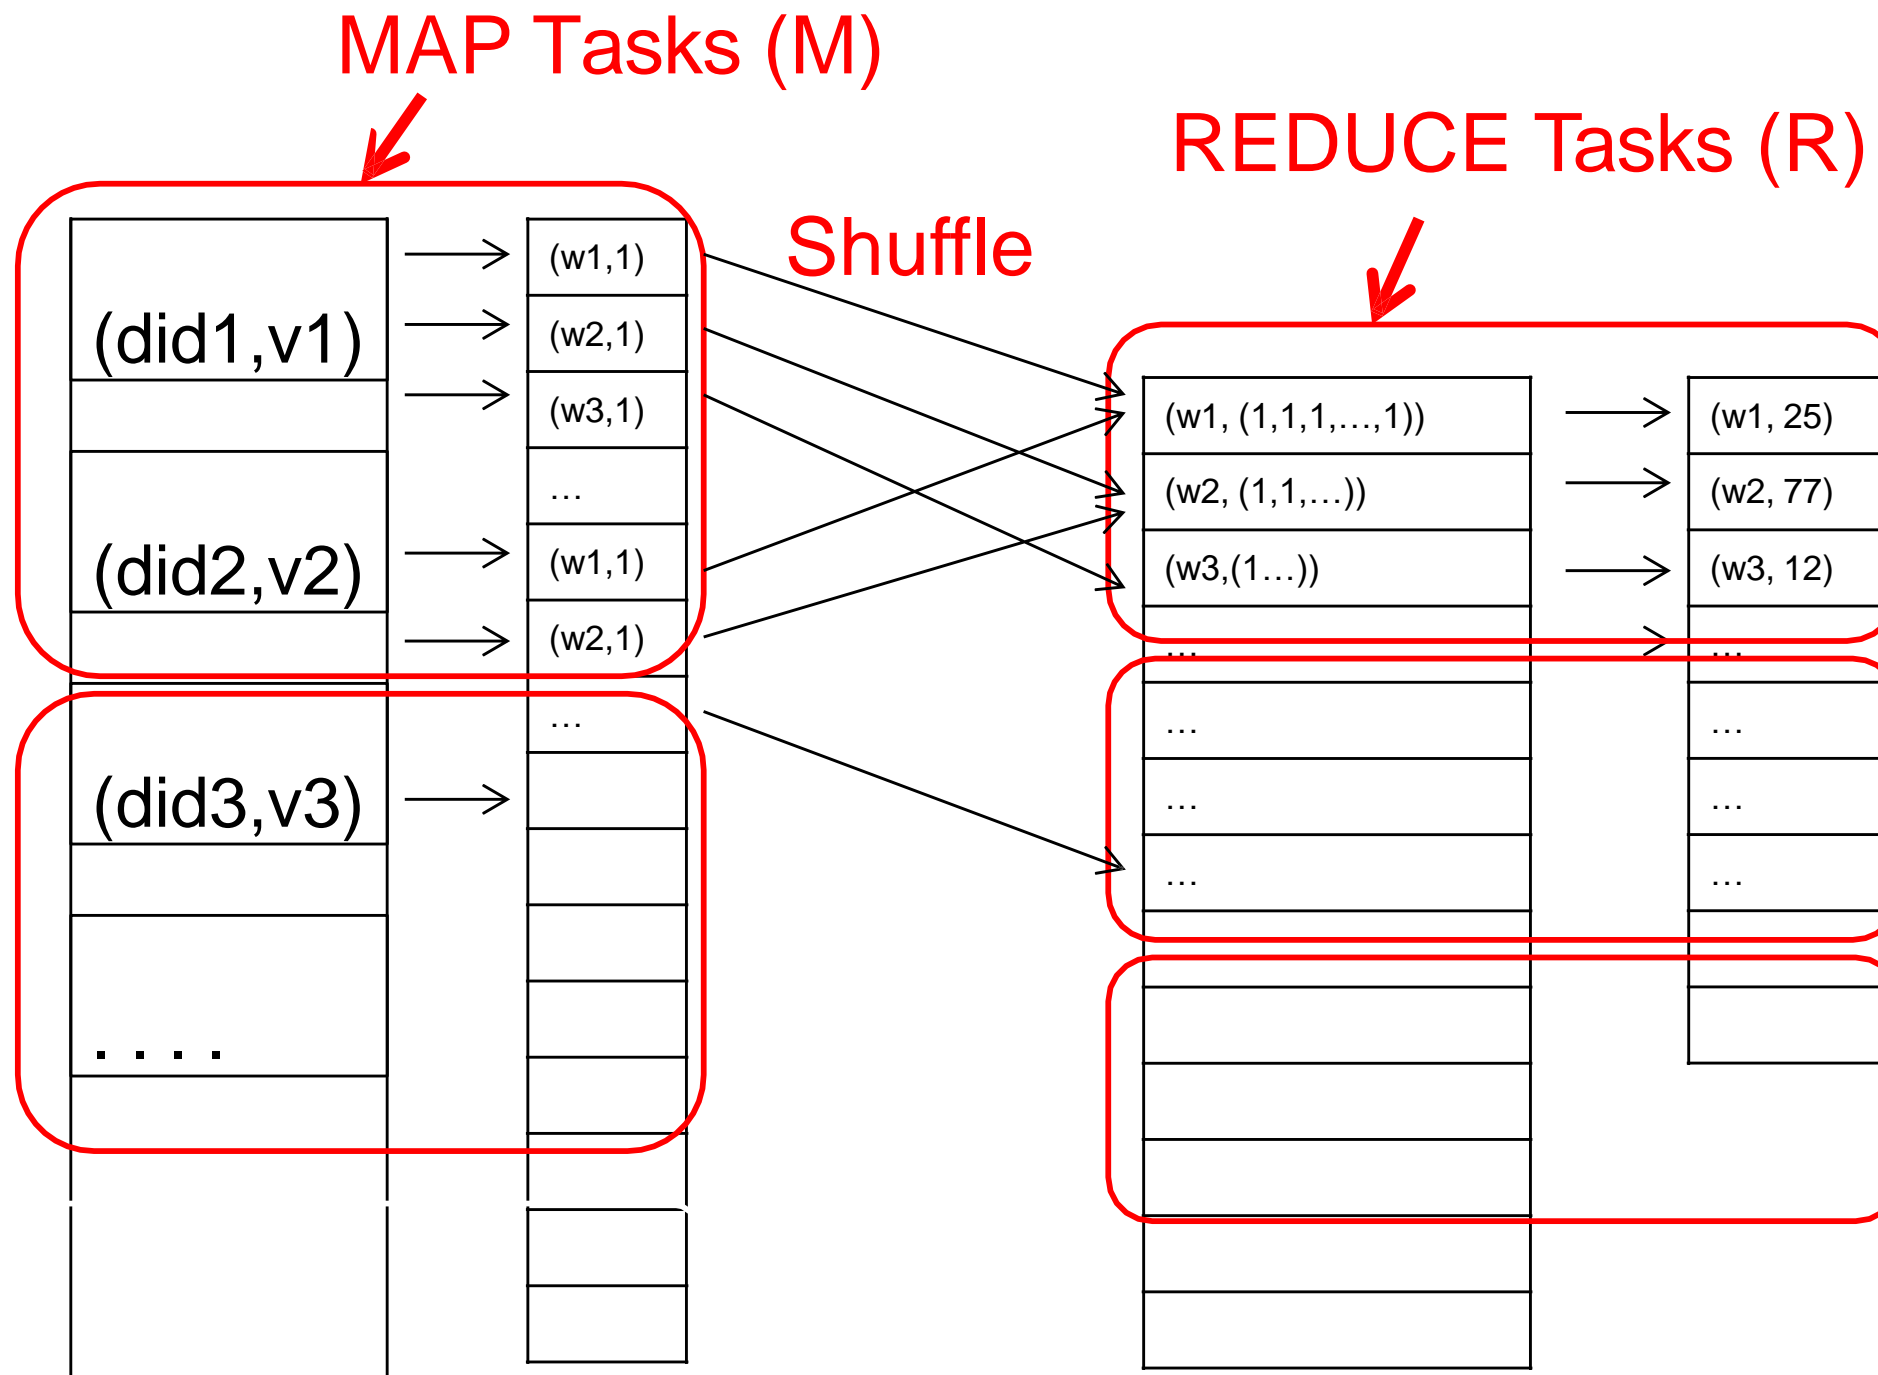 MAP Tasks (M)
REDUCE Tasks (R)
Shuffle
(did1,v1)
(did2,v2)
(did3,v3)
. . . .
(w1,1)
(w2,1)
(w3,1)
…
(w1,1)
(w2,1)
…
(w1, (1,1,1,…,1))
(w2, (1,1,…))
(w3,(1…))
…
…
…
…
(w1, 25)
(w2, 77)
(w3, 12)
…
…
…
…